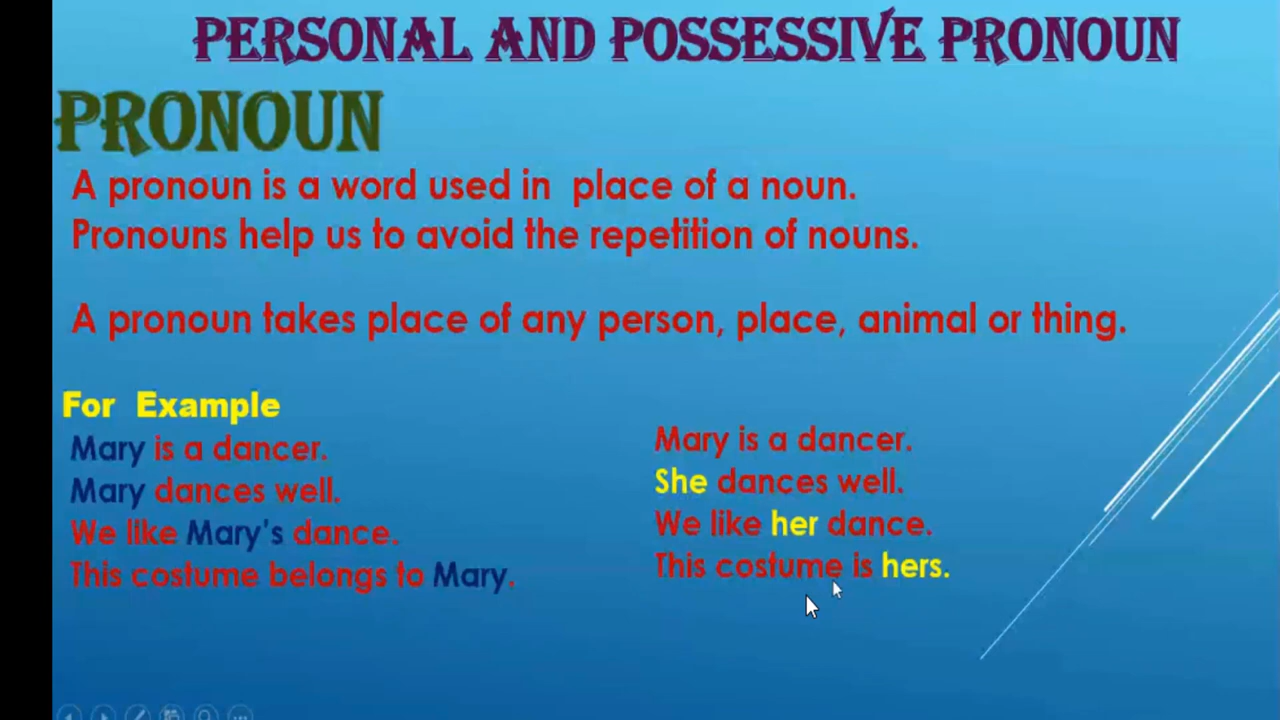 PERSONAL AND POSSESSIVE PRONOUN
PRONOUN
A pronoun is a word used in place of a noun.
Pronouns help us to avoid the repetition of nouns.
A pronoun takes place of any person, place, animal or thing.
For Example
Mary is a dancer.
Mary dances well.
We like Mary's dance.
This costume belongs to Mary.
Mary is a dancer.
She dances well.
We like her dance.
This costume is hers.